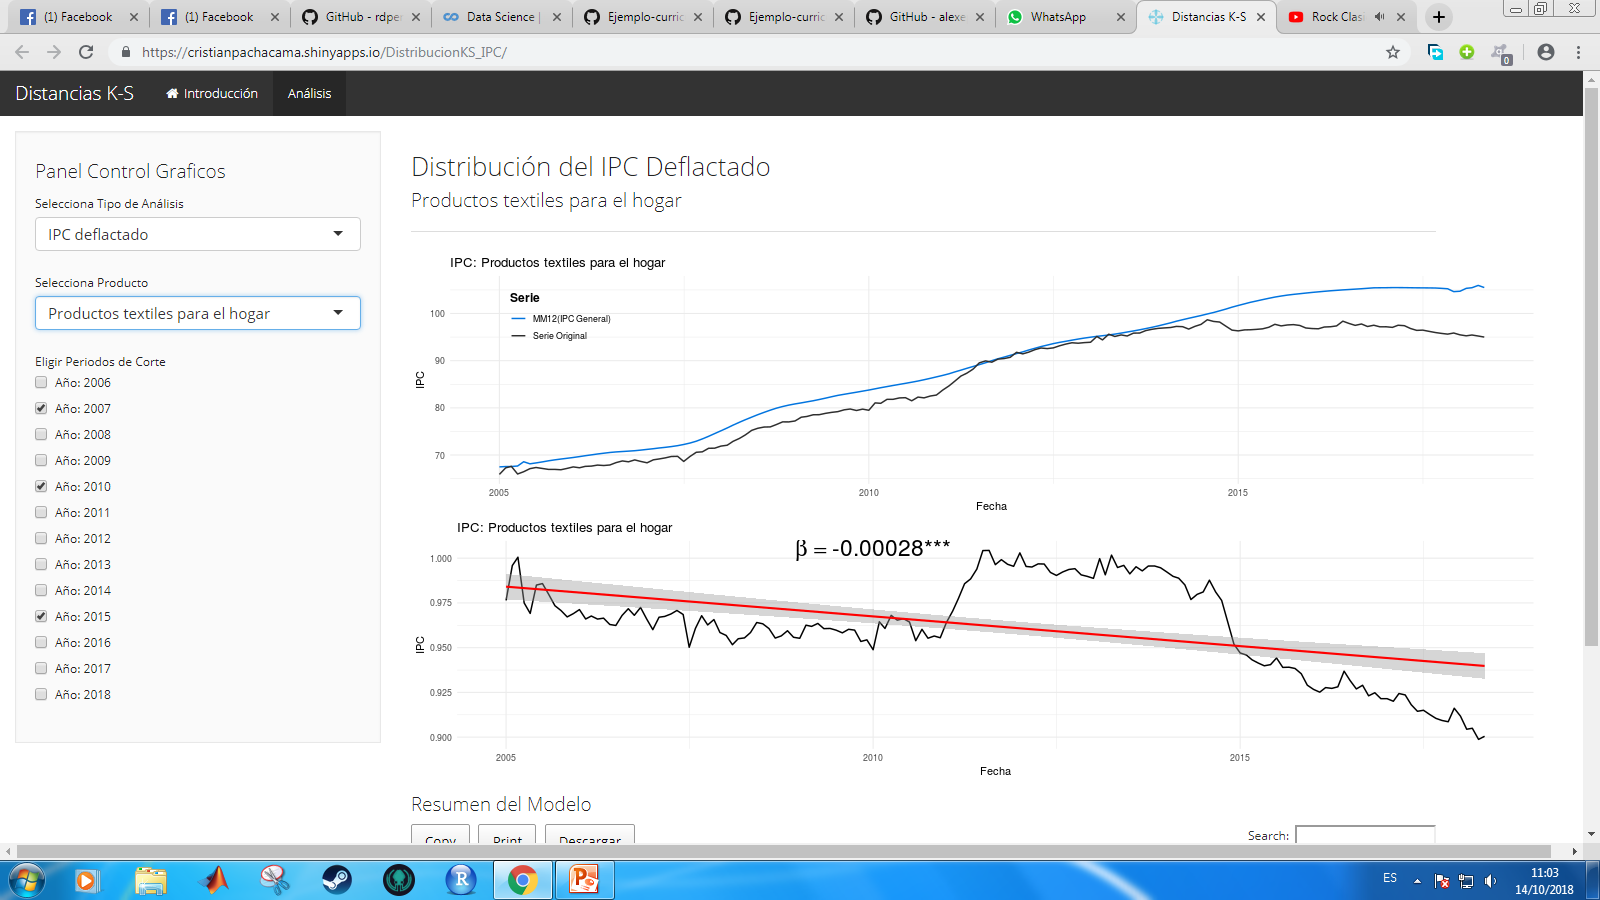 (1) Facebook
(1) Facebook
GitHub - rdpe
Data Science |
Ejemplo-curric
Ejemplo-curric
GitHub - alexe
WhatsApp
Distancias K-S
Rock Clasi
https://cristianpachacama.shinyapps.io/DistribucionKS_IPC/
0
Distancias K-S
Introducción
Análisis
Panel Control Graficos
Selecciona Tipo de Análisis
IPC deflactado
Selecciona Producto
Productos textiles para el hogar
Eligir Periodos de Corte
Año: 2006
Año: 2007
Año: 2008
Año: 2009
Año: 2010
Año: 2011
Año: 2012
Año: 2013
Año: 2014
Año: 2015
Año: 2016
Año: 2017
Año: 2018
Distribución del IPC Deflactado
Productos textiles para el hogar
IPC: Productos textiles para el hogar
Serie
MM12(IPC General)
Serie Original
100
90
80
70
IPC
2005
2010
2015
Fecha
IPC: Productos textiles para el hogar
β = -0.00028***
1.000
0.975
0.950
0.925
0.900
IPC
2005
2010
2015
Fecha
Resumen del Modelo
Copy
Print
Descargar
Search:
ES
11:03
14/10/2018